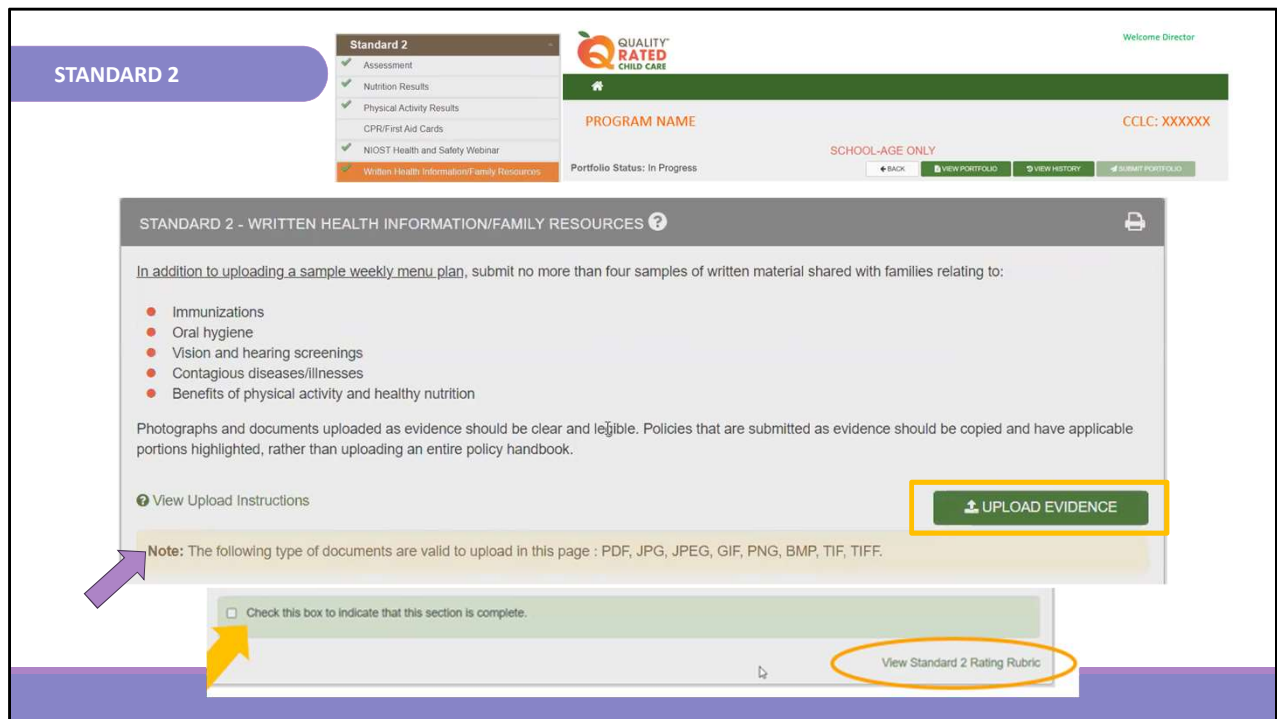 STANDARD 2
Standard 2
Assessment
Nutrition Results
Physical Activity Results
CPR/First Aid Cards
NIOST Health and Safety Webinar
Written Health Information/Family Resources
QUALITY™
RATED
CHILD CARE
Welcome Director
PROGRAM NAME
CCLC: XXXXXX
SCHOOL-AGE ONLY
Portfolio Status: In Progress
BACK
VIEW PORTFOLIO
VIEW HISTORY
SUBMIT PORTFOLIO
STANDARD 2 - WRITTEN HEALTH INFORMATION/FAMILY RESOURCES ?
In addition to uploading a sample weekly menu plan, submit no more than four samples of written material shared with families relating to:
Immunizations
Oral hygiene
Vision and hearing screenings
Contagious diseases/illnesses
Benefits of physical activity and healthy nutrition
Photographs and documents uploaded as evidence should be clear and legible. Policies that are submitted as evidence should be copied and have applicable
portions highlighted, rather than uploading an entire policy handbook.
? View Upload Instructions
UPLOAD EVIDENCE
Note: The following type of documents are valid to upload in this page : PDF, JPG, JPEG, GIF, PNG, BMP, TIF, TIFF.
Check this box to indicate that this section is complete.
View Standard 2 Rating Rubric